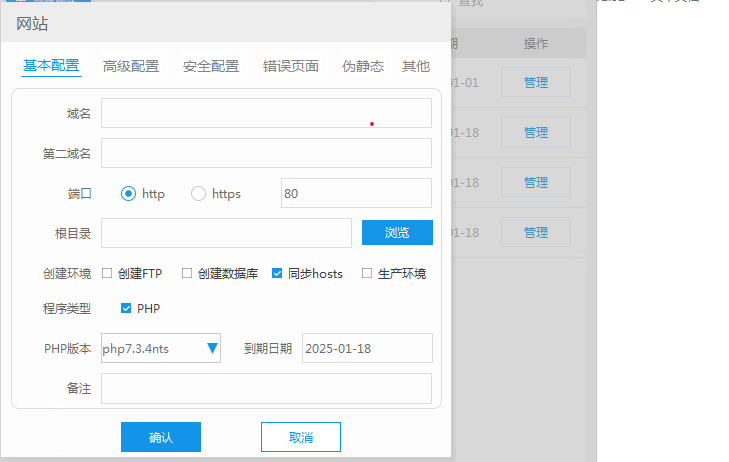 查找
网站
基本配置 高级配置 安全配置 错误页面 伪静态 其他
期 操作
域名
01-01 管理
第二域名
01-18 管理
端口 http https 80
01-18 管理
根目录 浏览
01-18 管理
创建环境 创建FTP 创建数据库 同步hosts 生产环境
程序类型 PHP
PHP版本 php7.3.4nts 到期日期 2025-01-18
备注
确认 取消